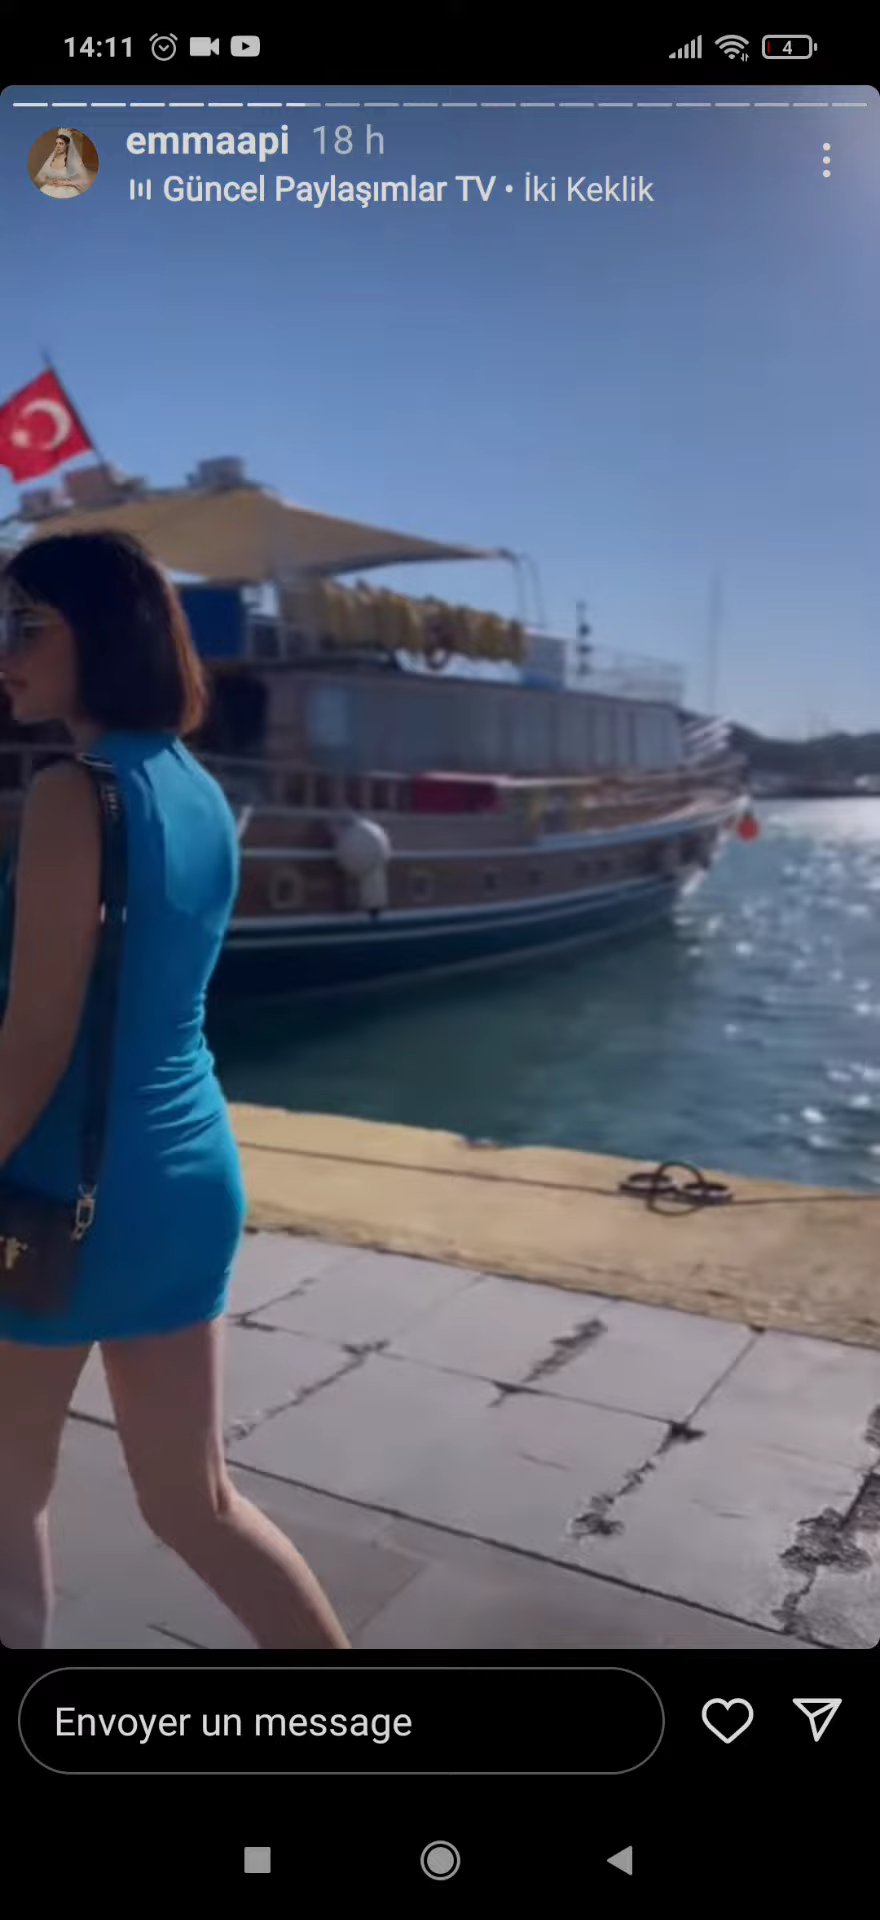 14:11
4
emmaapi 18 h
Güncel Paylaşımlar TV • İki Keklik
Envoyer un message